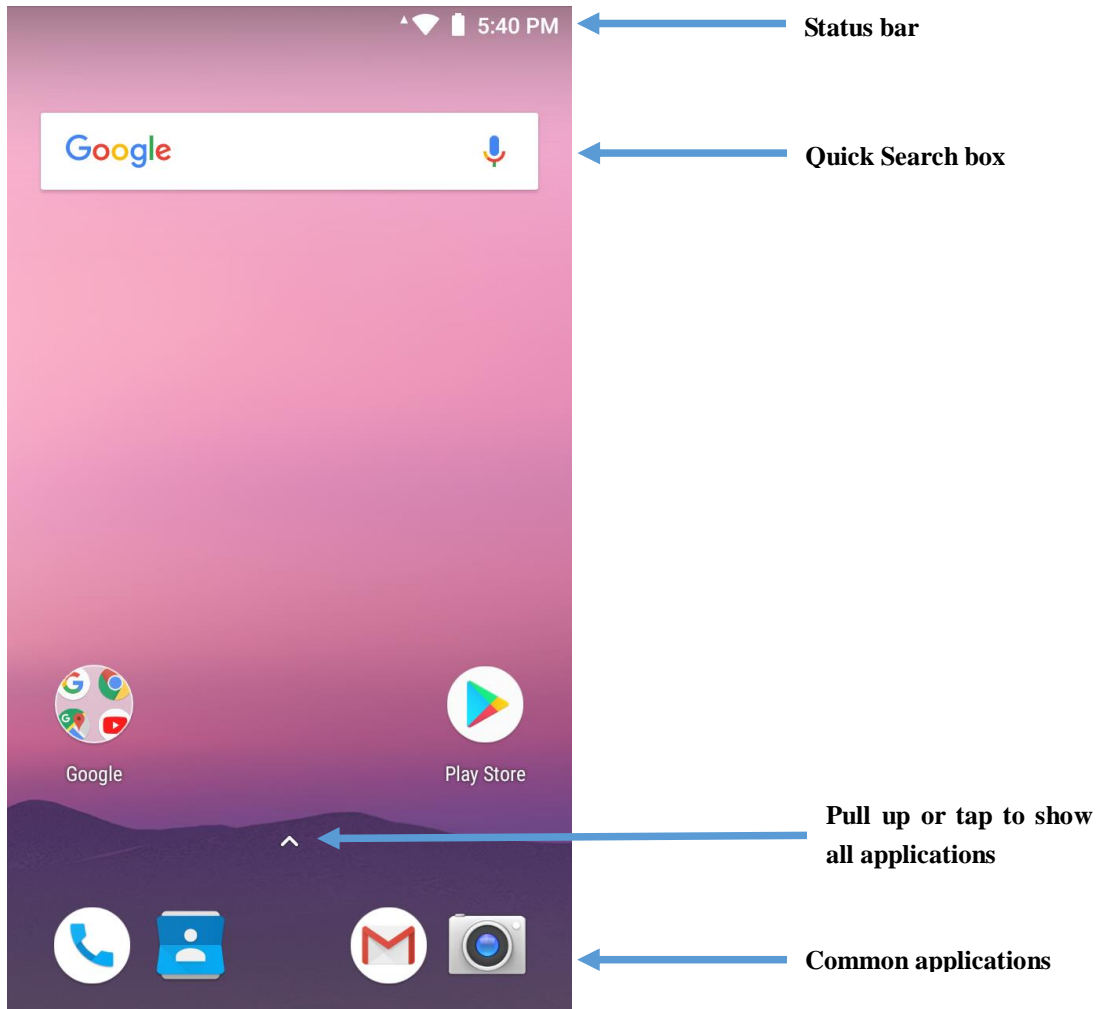 5:40 PM
Status bar
Google
Quick Search box
Google
Play Store
Pull up or tap to show
all applications
Common applications